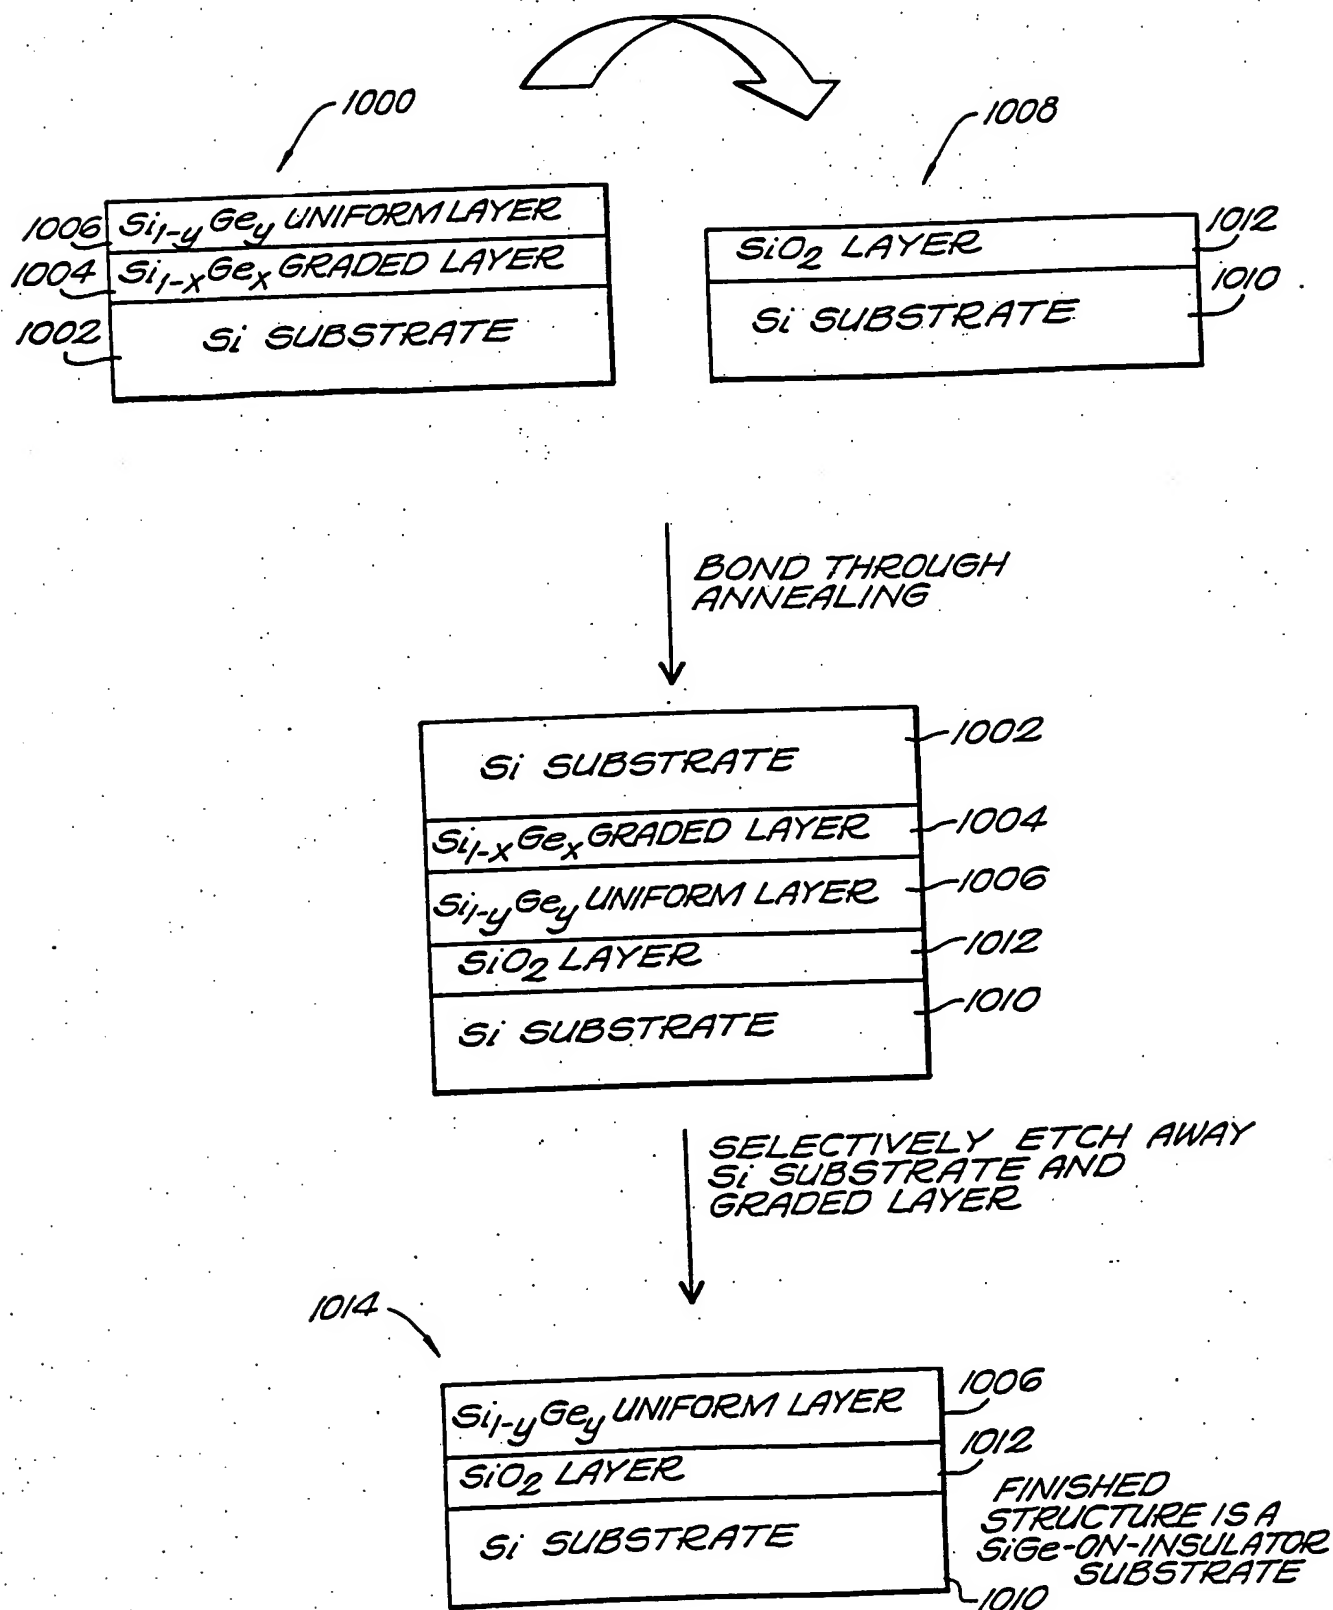 1000
1008
1006 Si1-yGey UNIFORM LAYER
1004 Si1-xGex GRADED LAYER
1002 Si SUBSTRATE
SiO2 LAYER 1012
Si SUBSTRATE 1010
BOND THROUGH
ANNEALING
Si SUBSTRATE 1002
Si1-xGex GRADED LAYER 1004
Si1-yGey UNIFORM LAYER 1006
SiO2 LAYER 1012
Si SUBSTRATE 1010
SELECTIVELY ETCH AWAY
Si SUBSTRATE AND
GRADED LAYER
1014
Si1-yGey UNIFORM LAYER 1006
SiO2 LAYER 1012
Si SUBSTRATE 1010
FINISHED
STRUCTURE IS A
SiGe-ON-INSULATOR
SUBSTRATE